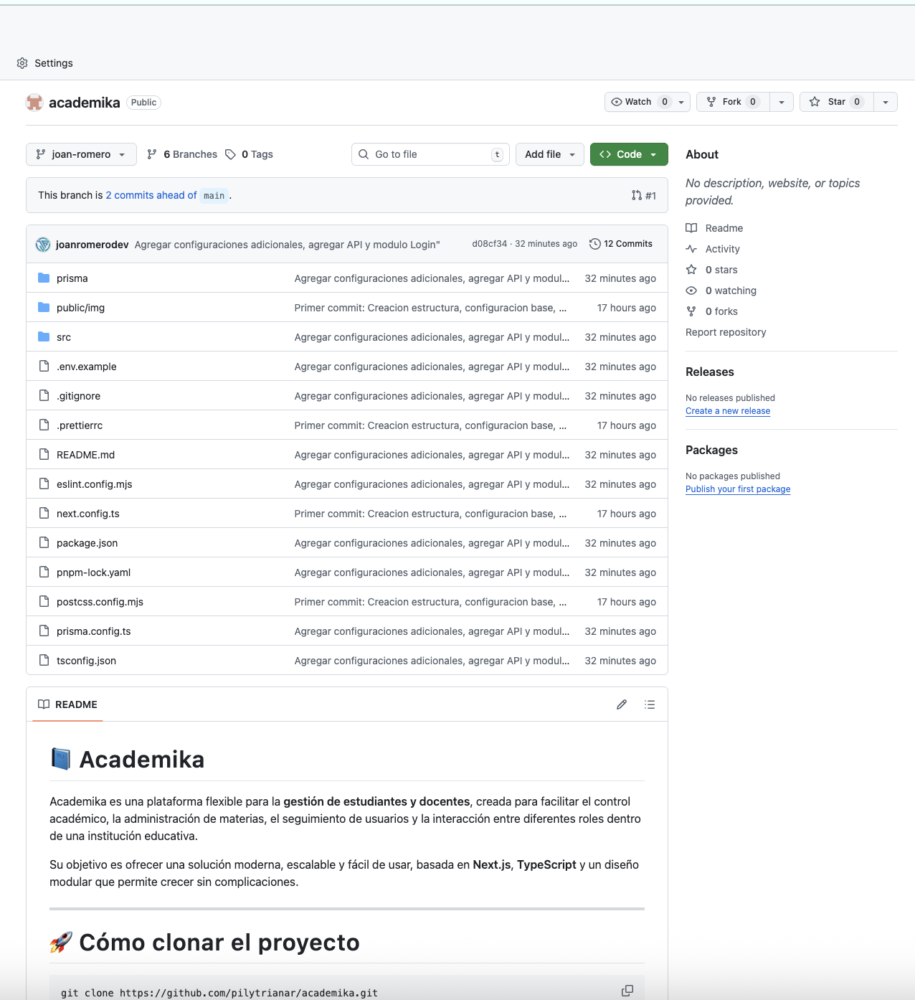 Settings
academika Public
Watch 0 Fork 0 Star 0
joan-romero 6 Branches 0 Tags Go to file t Add file Code
This branch is 2 commits ahead of main. #1
joanromerodev Agregar configuraciones adicionales, agregar API y modulo Login" d08cf34 · 32 minutes ago 12 Commits
prisma Agregar configuraciones adicionales, agregar API y modul... 32 minutes ago
public/img Primer commit: Creacion estructura, configuracion base, ... 17 hours ago
src Agregar configuraciones adicionales, agregar API y modul... 32 minutes ago
.env.example Agregar configuraciones adicionales, agregar API y modul... 32 minutes ago
.gitignore Agregar configuraciones adicionales, agregar API y modul... 32 minutes ago
.prettierrc Primer commit: Creacion estructura, configuracion base, ... 17 hours ago
README.md Agregar configuraciones adicionales, agregar API y modul... 32 minutes ago
eslint.config.mjs Agregar configuraciones adicionales, agregar API y modul... 32 minutes ago
next.config.ts Primer commit: Creacion estructura, configuracion base, ... 17 hours ago
package.json Agregar configuraciones adicionales, agregar API y modul... 32 minutes ago
pnpm-lock.yaml Agregar configuraciones adicionales, agregar API y modul... 32 minutes ago
postcss.config.mjs Primer commit: Creacion estructura, configuracion base, ... 17 hours ago
prisma.config.ts Agregar configuraciones adicionales, agregar API y modul... 32 minutes ago
tsconfig.json Agregar configuraciones adicionales, agregar API y modul... 32 minutes ago
README
Academika
Academika es una plataforma flexible para la gestión de estudiantes y docentes, creada para facilitar el control
académico, la administración de materias, el seguimiento de usuarios y la interacción entre diferentes roles dentro
de una institución educativa.
Su objetivo es ofrecer una solución moderna, escalable y fácil de usar, basada en Next.js, TypeScript y un diseño
modular que permite crecer sin complicaciones.
Cómo clonar el proyecto
git clone https://github.com/pilytrianar/academika.git
About
No description, website, or topics
provided.
Readme
Activity
0 stars
0 watching
0 forks
Report repository
Releases
No releases published
Create a new release
Packages
No packages published
Publish your first package